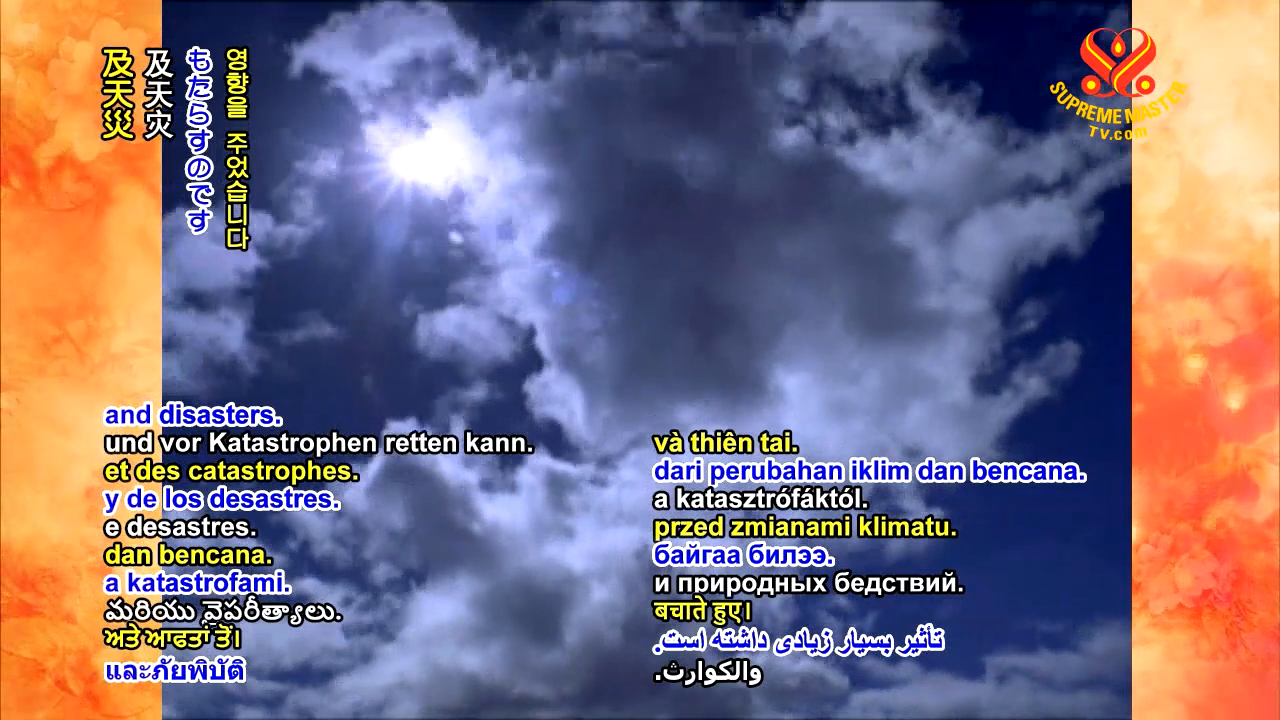 영향을 주었습니다
もたらすのです
及天灾
及天災
SUPREME MASTER
TV.com
and disasters.
und vor Katastrophen retten kann.
et des catastrophes.
y de los desastres.
e desastres.
dan bencana.
a katastrofami.
మరియు వైపరీత్యాలు.
ਅਤੇ ਆਫਤਾਂ ਤੋਂ।
และภัยพิบัติ
và thiên tai.
dari perubahan iklim dan bencana.
a katasztrófáktól.
przed zmianami klimatu.
байгаа билээ.
и природных бедствий.
बचाते हुए।
تأثیر بسیار زیادی داشته است.
والكوارث.